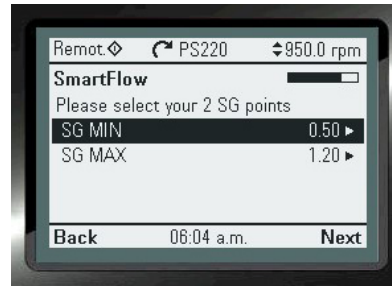 Remot. PS220 950.0 rpm
SmartFlow
Please select your 2 SG points
SG MIN 0.50
SG MAX 1.20
Back 06:04 a.m. Next